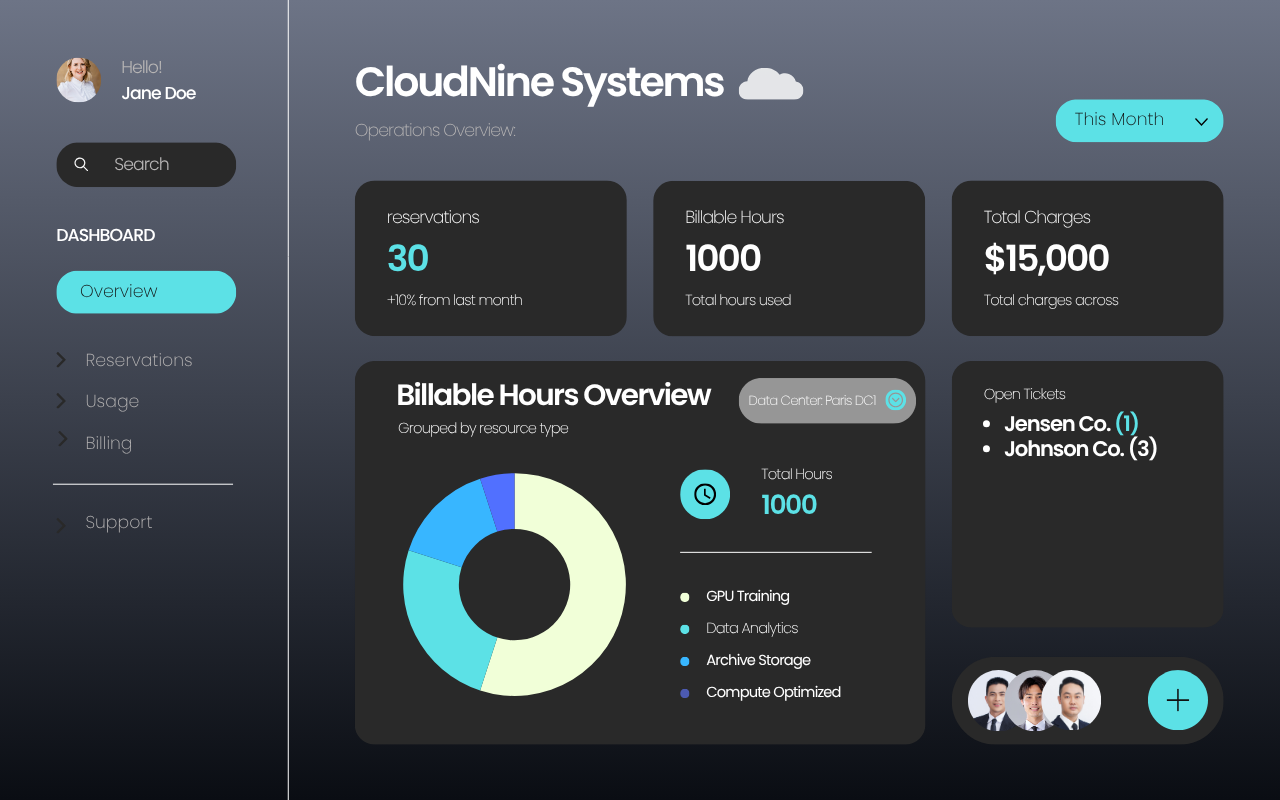 Hello!
Jane Doe
Search
DASHBOARD
Overview
Reservations
Usage
Billing
Support
CloudNine Systems
Operations Overview:
This Month
reservations
30
+10% from last month
Billable Hours
1000
Total hours used
Total Charges
$15,000
Total charges across
Billable Hours Overview
Grouped by resource type
Data Center: Paris DC1
Total Hours
1000
GPU Training
Data Analytics
Archive Storage
Compute Optimized
Open Tickets
Jensen Co. (1)
Johnson Co. (3)